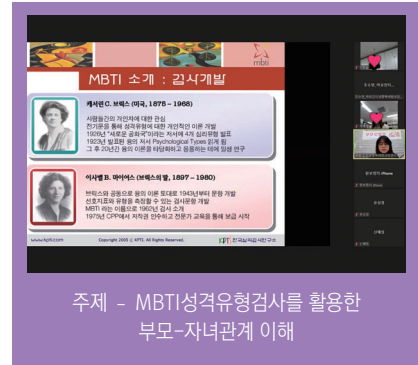 mbti
MBTI 소개 : 검사개발
캐서린 C. 브릭스 (미국, 1875 ~ 1968)
사람들간의 개인차에 대한 관심
전기문을 통해 성격유형에 대한 개인적인 이론 개발
1920년 "새로운 공화국"이라는 저서에 4가 심리유형 발표
1923년 발표된 융의 저서 Psychological Types 읽게 됨
그 후 20년간 융의 이론을 타당화하고 응용하는 데에 일생 연구
이사벨 B. 마이어스 (브릭스의 딸, 1897 ~ 1980)
브릭스와 공동으로 융의 이론 토대로 1943년부터 문항 개발
선호지표와 유형을 측정할 수 있는 검사문항 개발
MBTI 라는 이름으로 1962년 검사 소개
1975년 CPP에서 저작권 인수하고 전문가 교육을 통해 보급 시작
www.kpti.com Copyright 2005 © KPTI. All Rights Reserved. KPTI 한국심리검사연구소
주제 - MBTI성격유형검사를 활용한
부모-자녀관계 이해